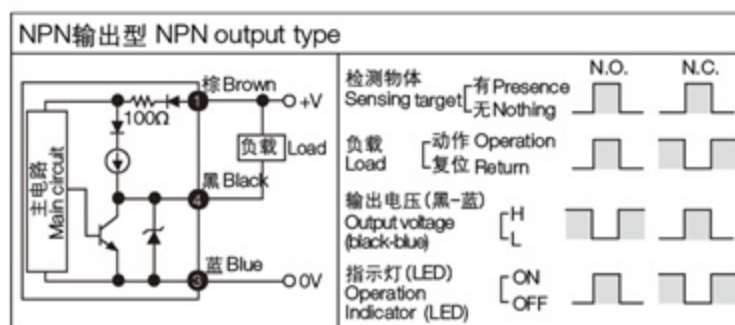 NPN输出型 NPN output type
棕Brown
1
+V
100Ω
负载 Load
主电路
Main circuit
黑Black
4
蓝Blue
3
0V
N.O.
N.C.
检测物体
Sensing target
有Presence
无Nothing
负载
Load
动作 Operation
复位 Return
输出电压(黑-蓝)
Output voltage
(black-blue)
H
L
指示灯(LED)
Operation
Indicator (LED)
ON
OFF